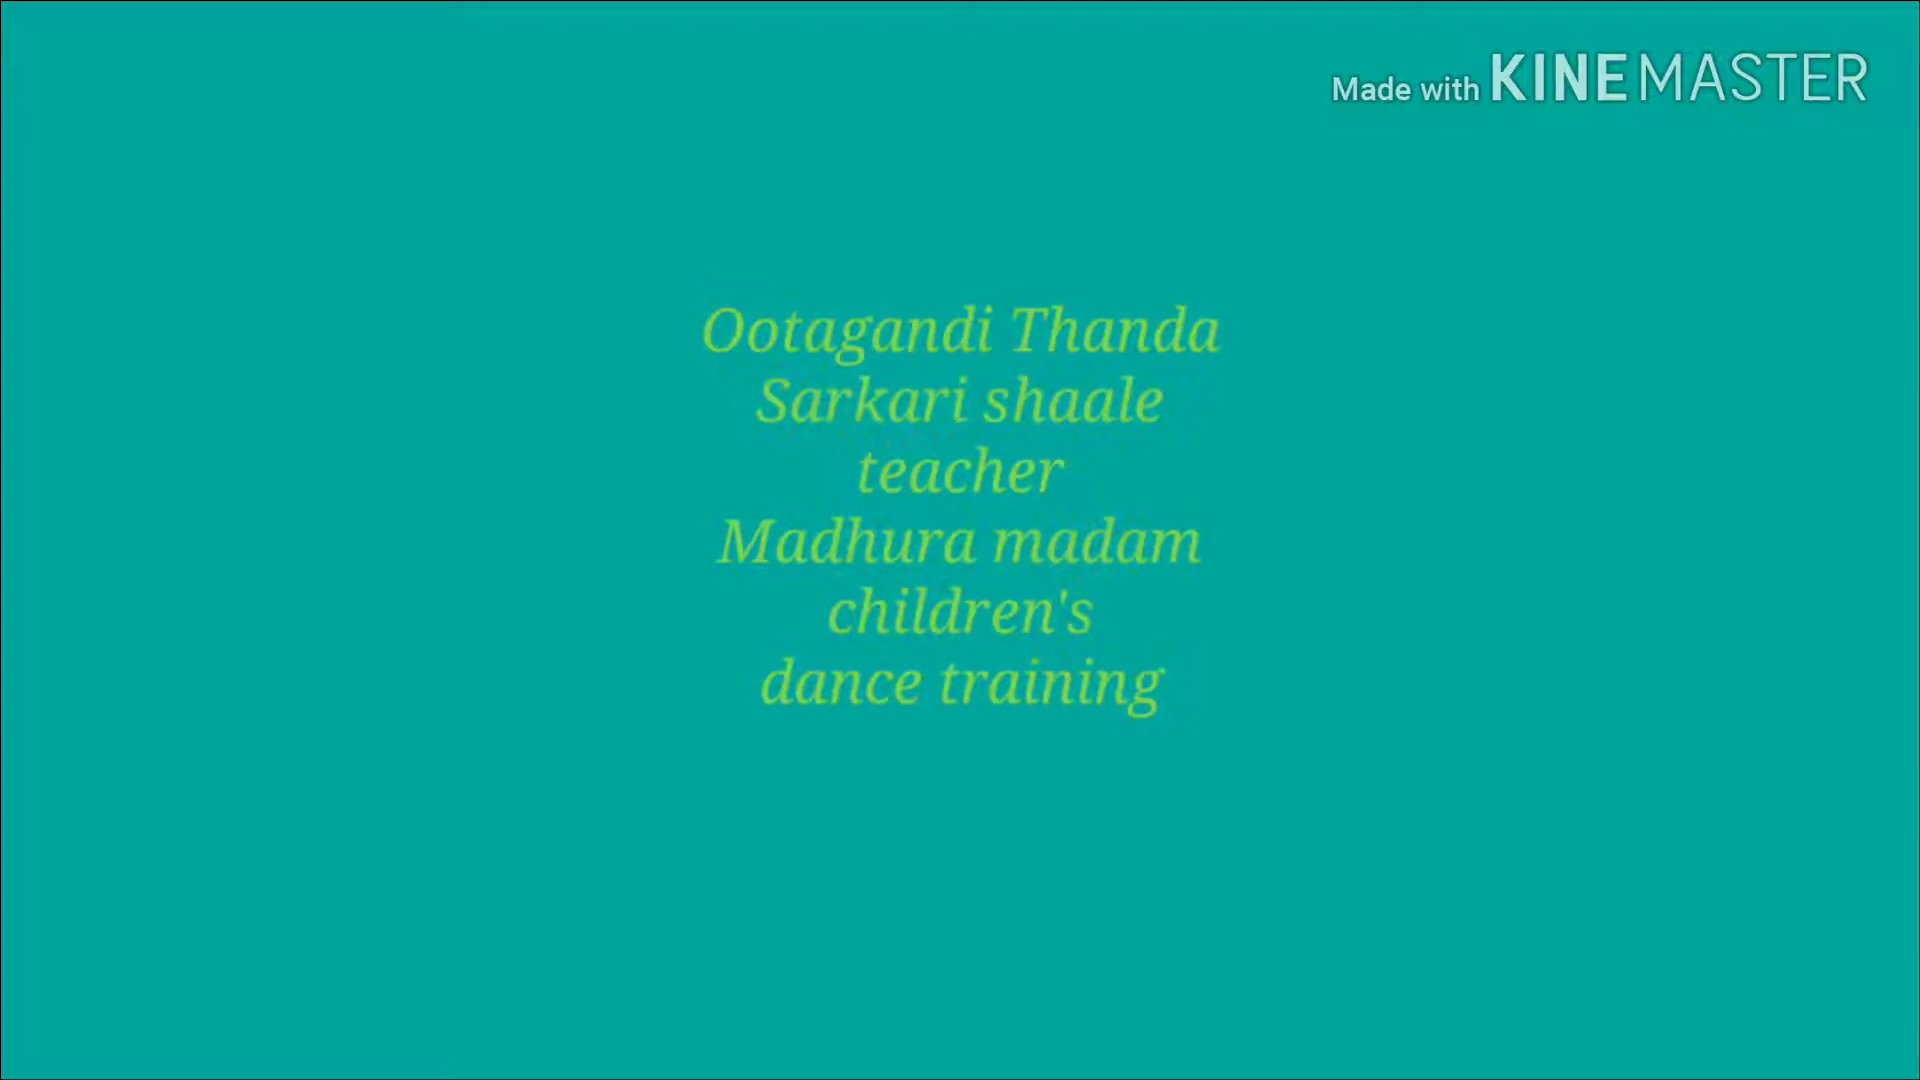 Made with KINEMASTER
Ootagandi Thanda
Sarkari shaale
teacher
Madhura madam
children's
dance training